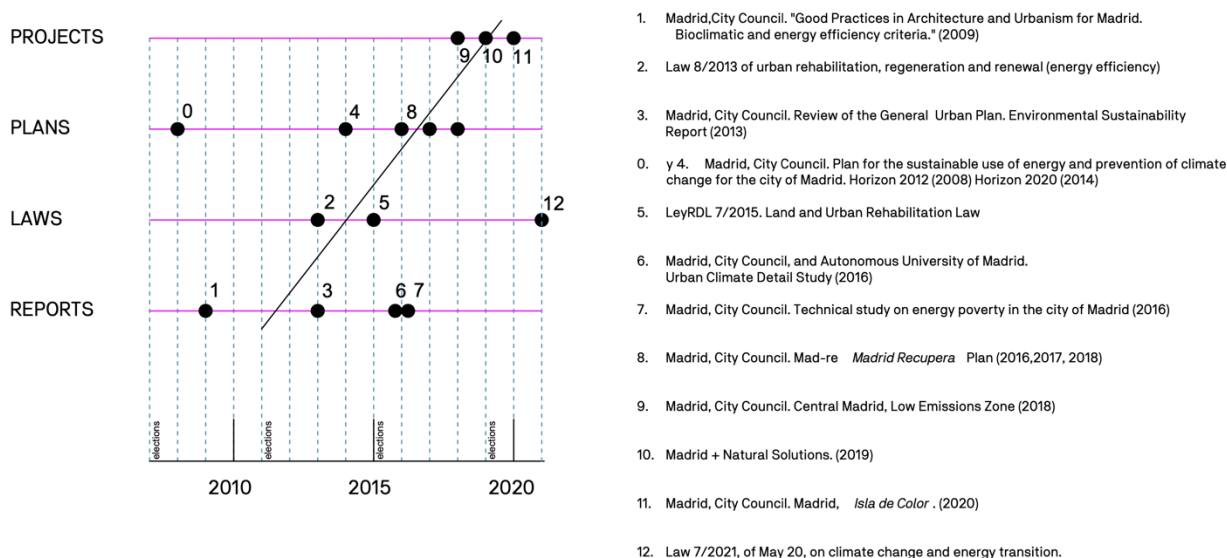 PROJECTS
9 10 11
0 4 8
PLANS
2 5 12
LAWS
1 3 6 7
REPORTS
elections elections elections elections
2010 2015 2020
1. Madrid,City Council. "Good Practices in Architecture and Urbanism for Madrid.
Bioclimatic and energy efficiency criteria." (2009)
2. Law 8/2013 of urban rehabilitation, regeneration and renewal (energy efficiency)
3. Madrid, City Council. Review of the General Urban Plan. Environmental Sustainability
Report (2013)
0. y 4. Madrid, City Council. Plan for the sustainable use of energy and prevention of climate
change for the city of Madrid. Horizon 2012 (2008) Horizon 2020 (2014)
5. LeyRDL 7/2015. Land and Urban Rehabilitation Law
6. Madrid, City Council, and Autonomous University of Madrid.
Urban Climate Detail Study (2016)
7. Madrid, City Council. Technical study on energy poverty in the city of Madrid (2016)
8. Madrid, City Council. Mad-re Madrid Recupera Plan (2016,2017, 2018)
9. Madrid, City Council. Central Madrid, Low Emissions Zone (2018)
10. Madrid + Natural Solutions. (2019)
11. Madrid, City Council. Madrid, Isla de Color . (2020)
12. Law 7/2021, of May 20, on climate change and energy transition.